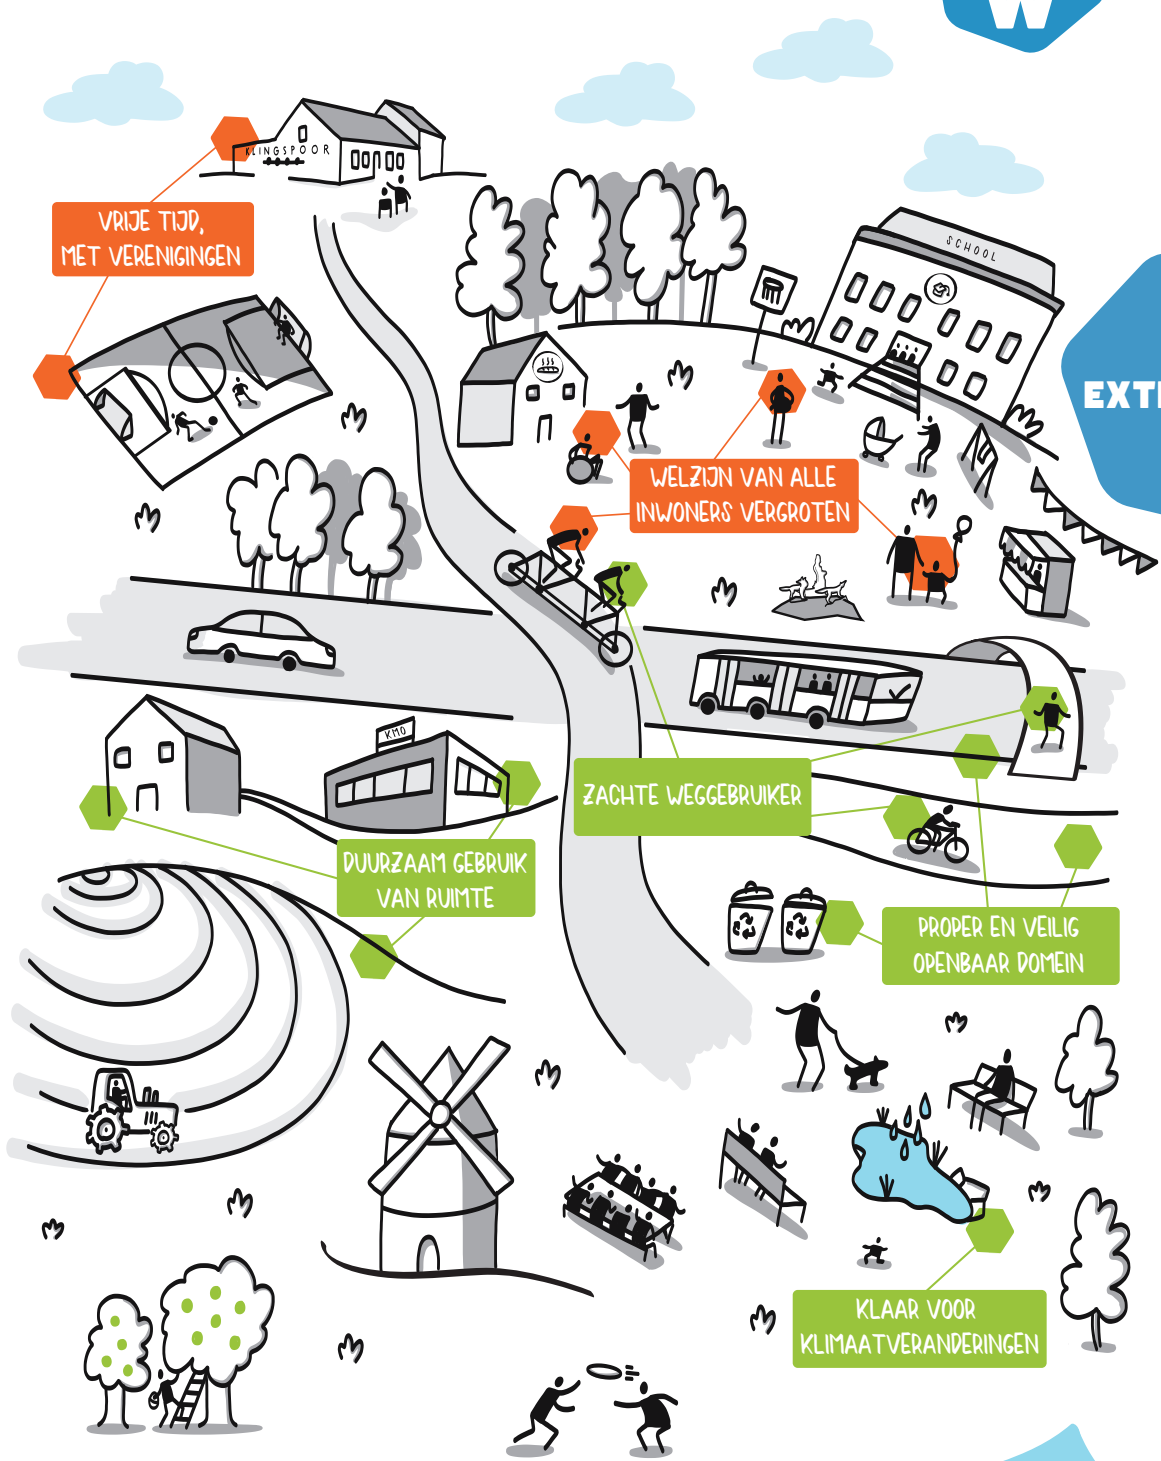 W
KLINGSPOOR
VRIJE TIJD,
MET VERENIGINGEN
SCHOOL
EXT
WELZIJN VAN ALLE
INWONERS VERGROTEN
KMO
ZACHTE WEGGEBRUIKER
DUURZAAM GEBRUIK
VAN RUIMTE
PROPER EN VEILIG
OPENBAAR DOMEIN
KLAAR VOOR
KLIMAATVERANDERINGEN